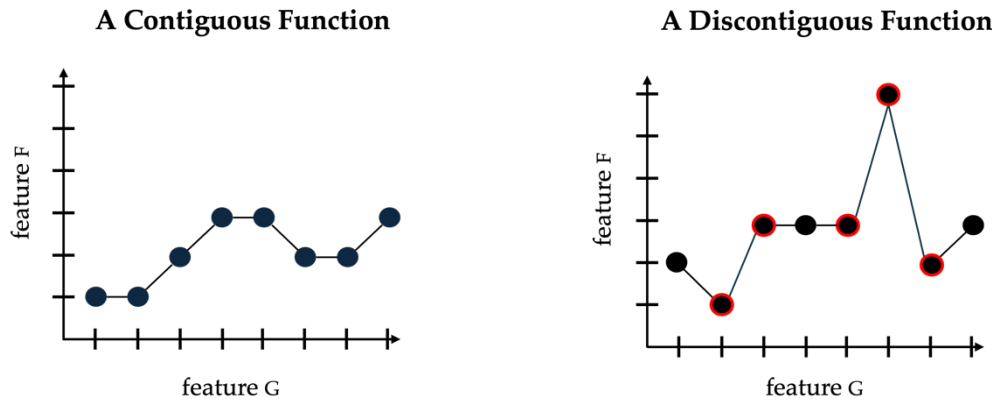 A Contiguous Function
A Discontiguous Function
feature F
feature G
feature F
feature G